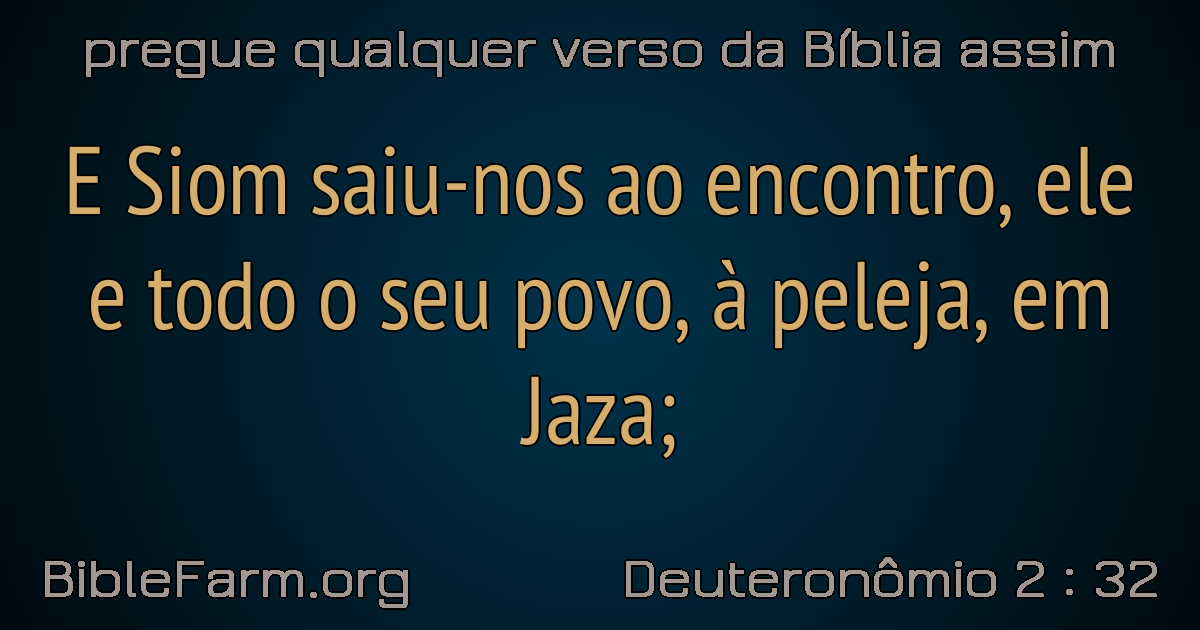 pregue qualquer verso da Bíblia assim
E Siom saiu-nos ao encontro, ele
e todo o seu povo, à peleja, em
Jaza;
BibleFarm.org
Deuteronômio 2 : 32